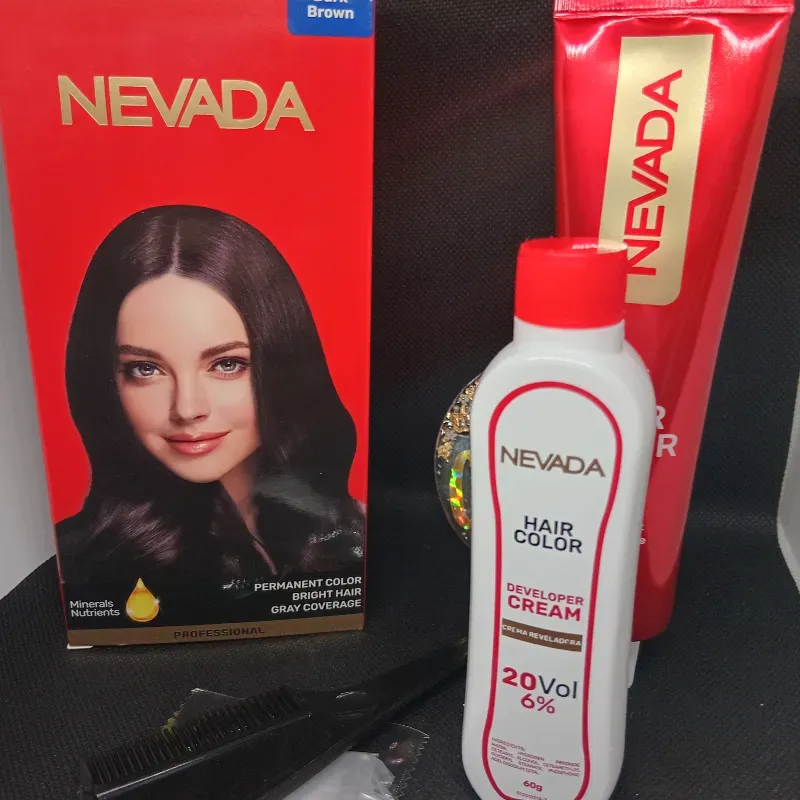 Brown
NEVADA
Minerals
Nutrients
PERMANENT COLOR
BRIGHT HAIR
GRAY COVERAGE
PROFESSIONAL
NEVADA
NEVADA
HAIR
COLOR
DEVELOPER
CREAM
CREMA REVELADORA
20Vol
6%
60g